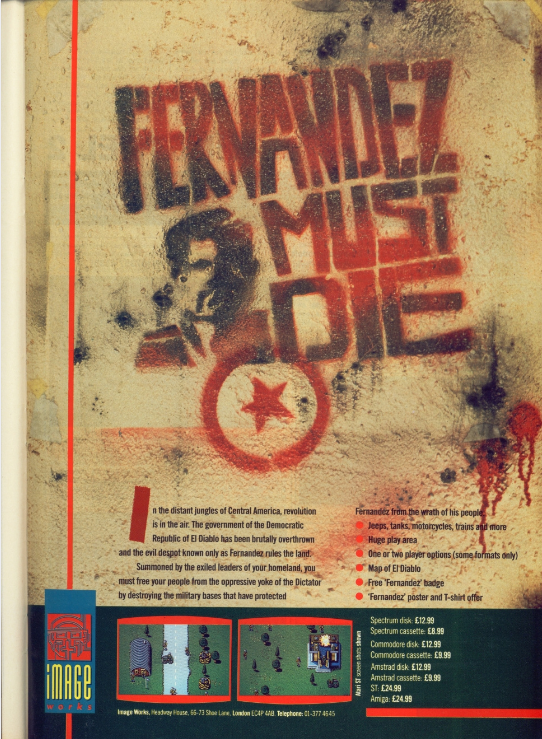 FERNANDEZ
MUST
DIE
In the distant jungles of Central America, revolution
is in the air. The government of the Democratic
Republic of El Diablo has been brutally overthrown
and the evil despot known only as Fernandez rules the land.
Summoned by the exiled leaders of your homeland, you
must free your people from the oppressive yoke of the Dictator
by destroying the military bases that have protected
Fernandez from the wrath of his people.
Jeeps, tanks, motorcycles, trains and more
Huge play area
One or two player options (some formats only)
Map of El Diablo
Free 'Fernandez' badge
'Fernandez' poster and T-shirt offer
iMAGE
works
Atari ST screen shots shown
Spectrum disk: £12.99
Spectrum cassette: £8.99
Commodore disk: £12.99
Commodore cassette: £9.99
Amstrad disk: £12.99
Amstrad cassette: £9.99
ST: £24.99
Amiga: £24.99
Image Works, Headway House, 66-73 Shoe Lane, London EC4P 4AB. Telephone: 01-377 4645